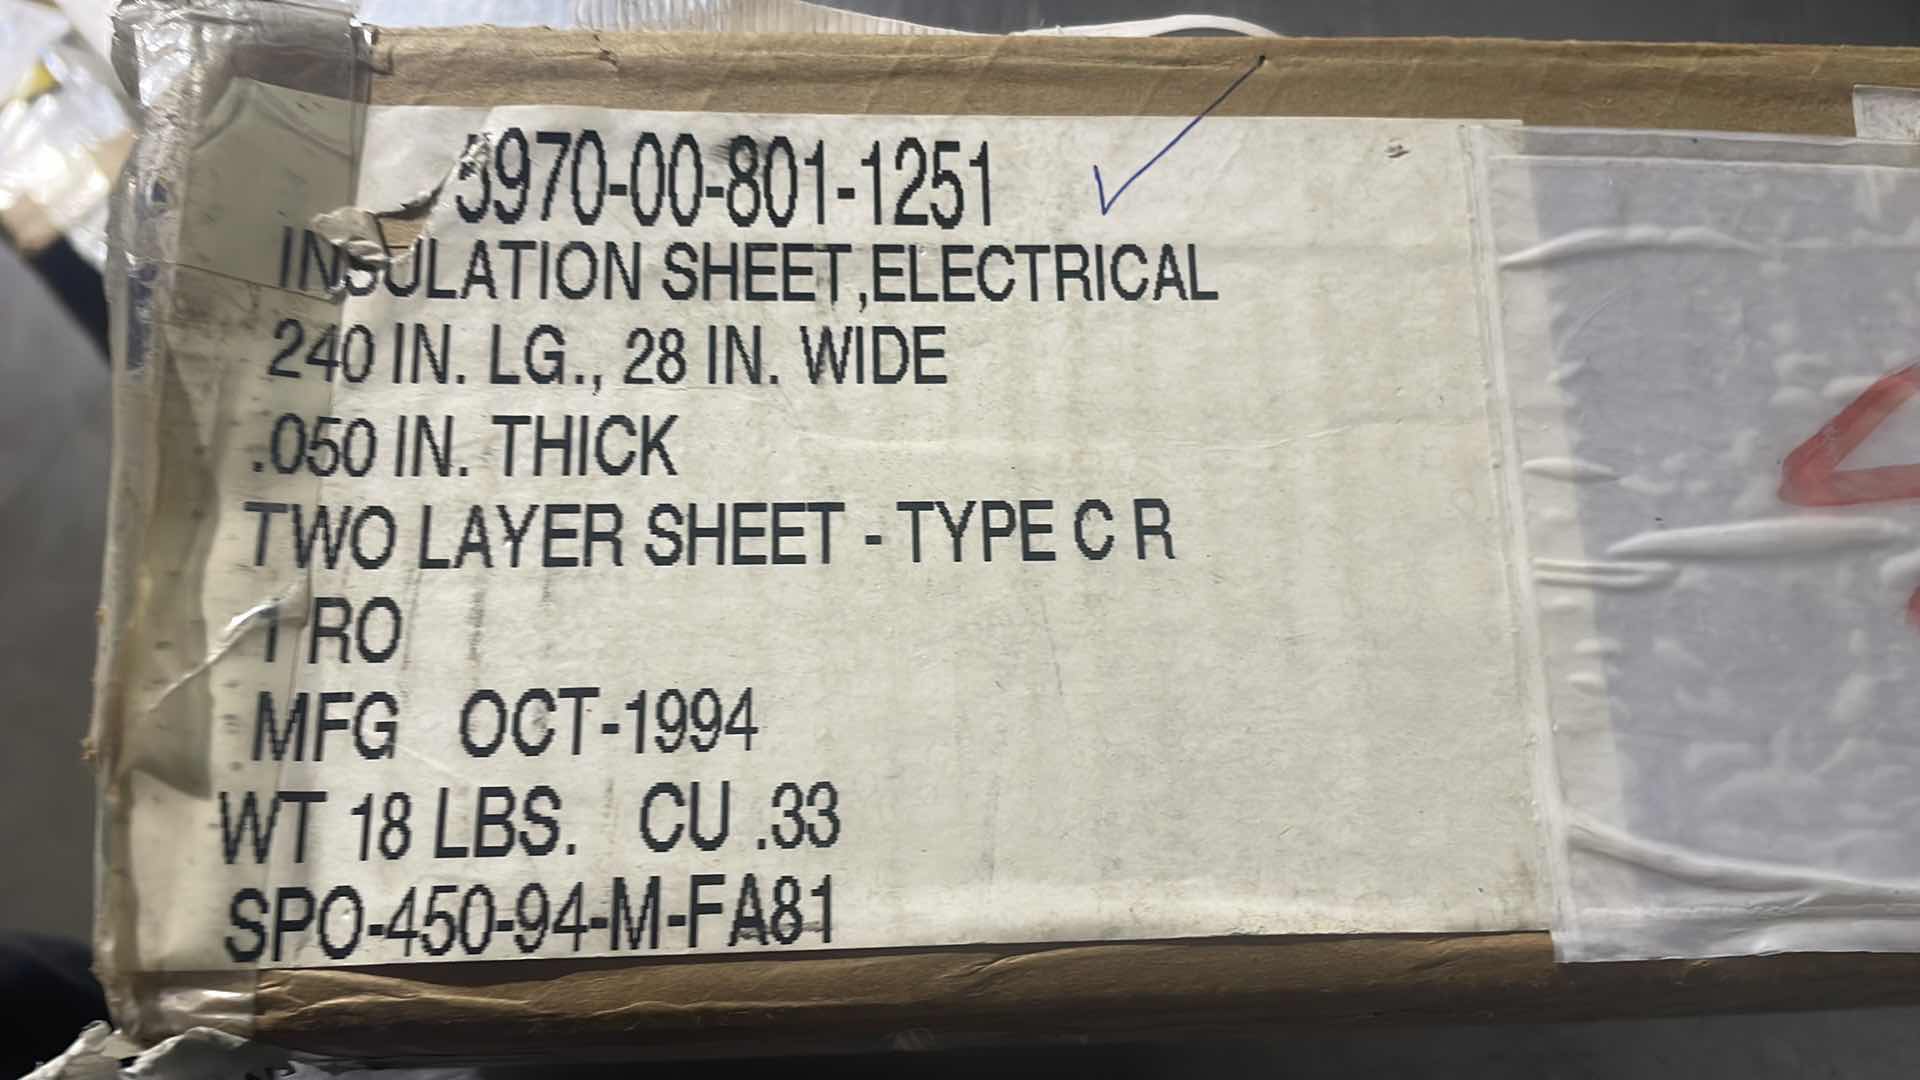 5970-00-801-1251
INSULATION SHEET,ELECTRICAL
240 IN. LG., 28 IN. WIDE
.050 IN. THICK
TWO LAYER SHEET - TYPE C R
1 RO
MFG OCT-1994
WT 18 LBS. CU .33
SPO-450-94-M-FA81